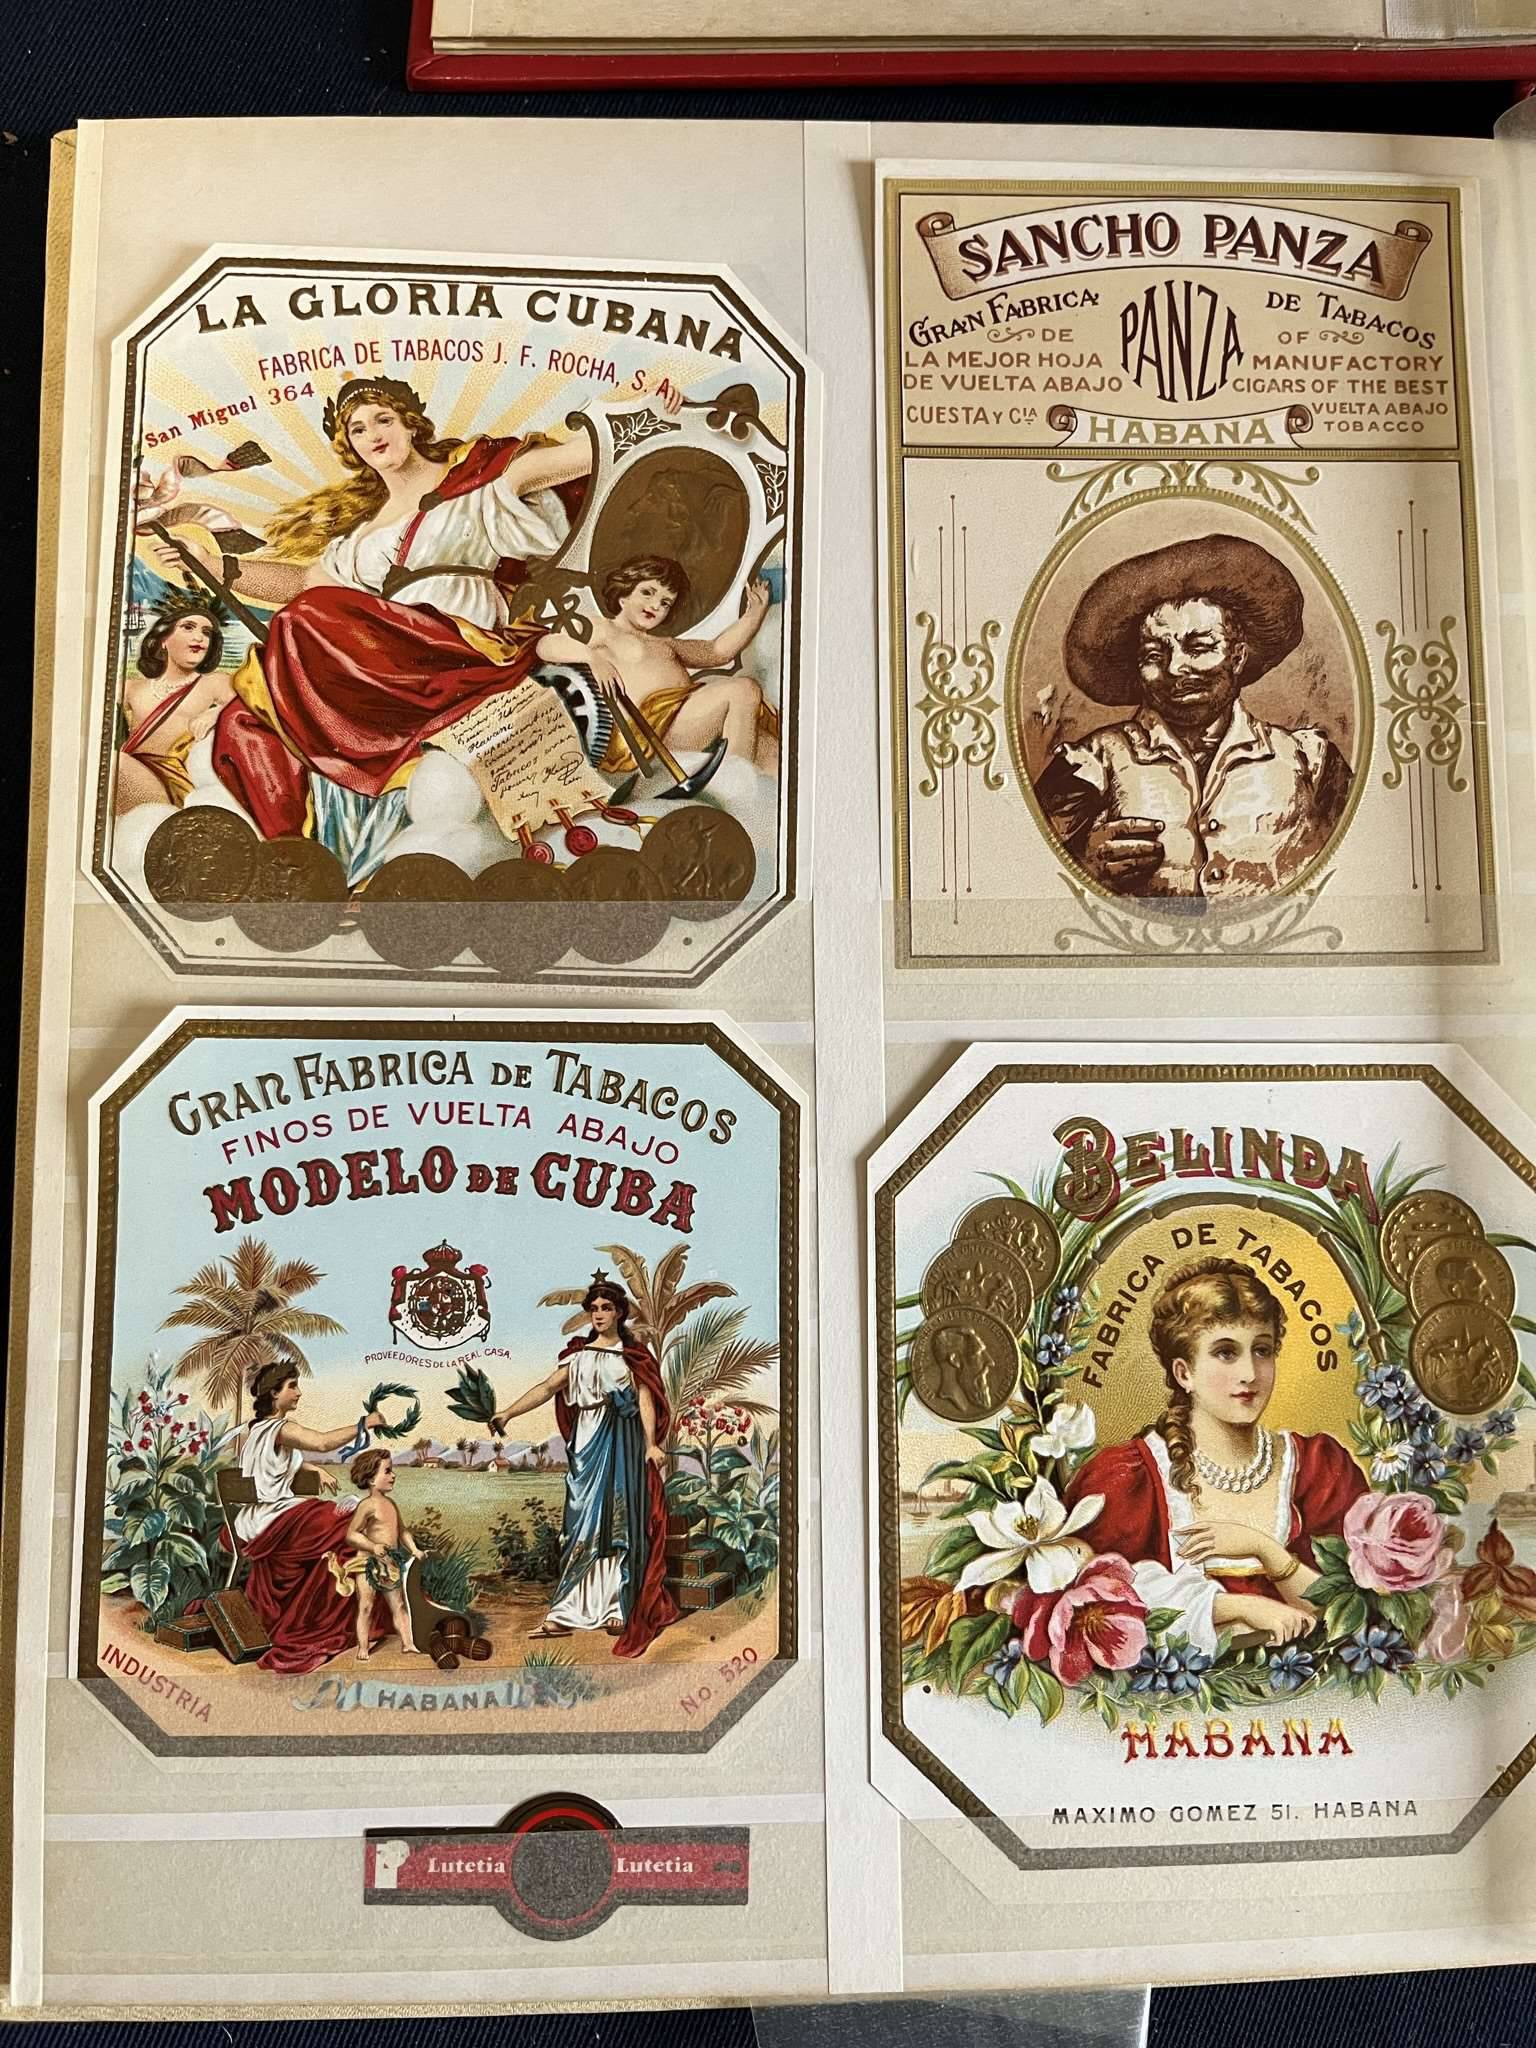 LA GLORIA CUBANA
FABRICA DE TABACOS J. F. ROCHA, S. A.
San Miguel 364
SANCHO PANZA
GRAN FABRICA
DE TABACOS
PANZA
DE
LA MEJOR HOJA
DE VUELTA ABAJO
CUESTA Y CIA.
OF
MANUFACTORY
CIGARS OF THE BEST
VUELTA ABAJO
TOBACCO
HABANA
GRAN FABRICA DE TABACOS
FINOS DE VUELTA ABAJO
MODELO DE CUBA
PROVEEDORES DE LA REAL CASA,
INDUSTRIA
HABANA
No. 520
BELINDA
FABRICA DE TABACOS
HABANA
MAXIMO GOMEZ 51. HABANA
Lutetia
Lutetia